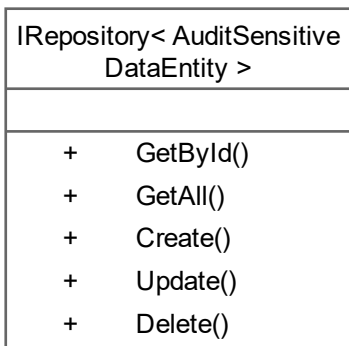 IRepository< AuditSensitive
DataEntity >
+ GetById()
+ GetAll()
+ Create()
+ Update()
+ Delete()